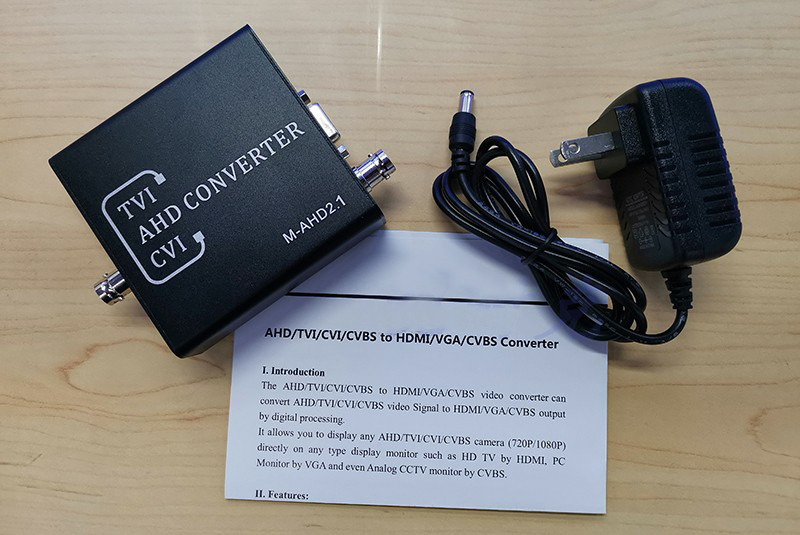 TVI
AHD CONVERTER
CVI
M-AHD2.1
AHD/TVI/CVI/CVBS to HDMI/VGA/CVBS Converter
I. Introduction
The AHD/TVI/CVI/CVBS to HDMI/VGA/CVBS video converter can
convert AHD/TVI/CVI/CVBS video Signal to HDMI/VGA/CVBS output
by digital processing.
It allows you to display any AHD/TVI/CVI/CVBS camera (720P/1080P)
directly on any type display monitor such as HD TV by HDMI, PC
Monitor by VGA and even Analog CCTV monitor by CVBS.
II. Features: